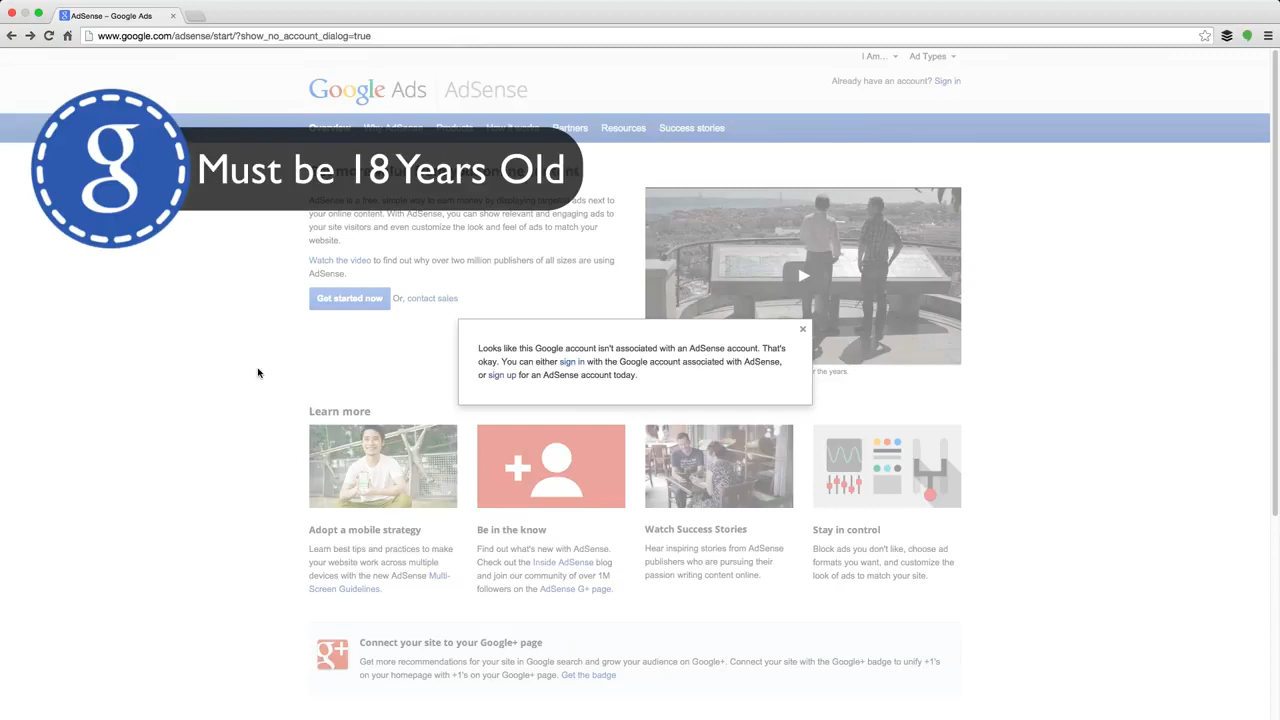 AdSense – Google Ads
www.google.com/adsense/start/?show_no_account_dialog=true
I Am... Ad Types
Already have an account? Sign in
Google Ads AdSense
Overview Why AdSense Products How it works Partners Resources Success stories
g Must be 18 Years Old
AdSense is a free, simple way to earn money by displaying targeted ads next to
your online content. With AdSense, you can show relevant and engaging ads to
your site visitors and even customize the look and feel of ads to match your
website.
Watch the video to find out why over two million publishers of all sizes are using
AdSense.
Get started now Or, contact sales
Looks like this Google account isn't associated with an AdSense account. That's
okay. You can either sign in with the Google account associated with AdSense,
or sign up for an AdSense account today.
r the years.
Learn more
Adopt a mobile strategy
Learn best tips and practices to make
your website work across multiple
devices with the new AdSense Multi-
Screen Guidelines.
Be in the know
Find out what's new with AdSense.
Check out the Inside AdSense blog
and join our community of over 1M
followers on the AdSense G+ page.
Watch Success Stories
Hear inspiring stories from AdSense
publishers who are pursuing their
passion writing content online.
Stay in control
Block ads you don't like, choose ad
formats you want, and customize the
look of ads to match your site.
g+ Connect your site to your Google+ page
Get more recommendations for your site in Google search and grow your audience on Google+. Connect your site with the Google+ badge to unify +1's
on your homepage with +1's on your Google+ page. Get the badge